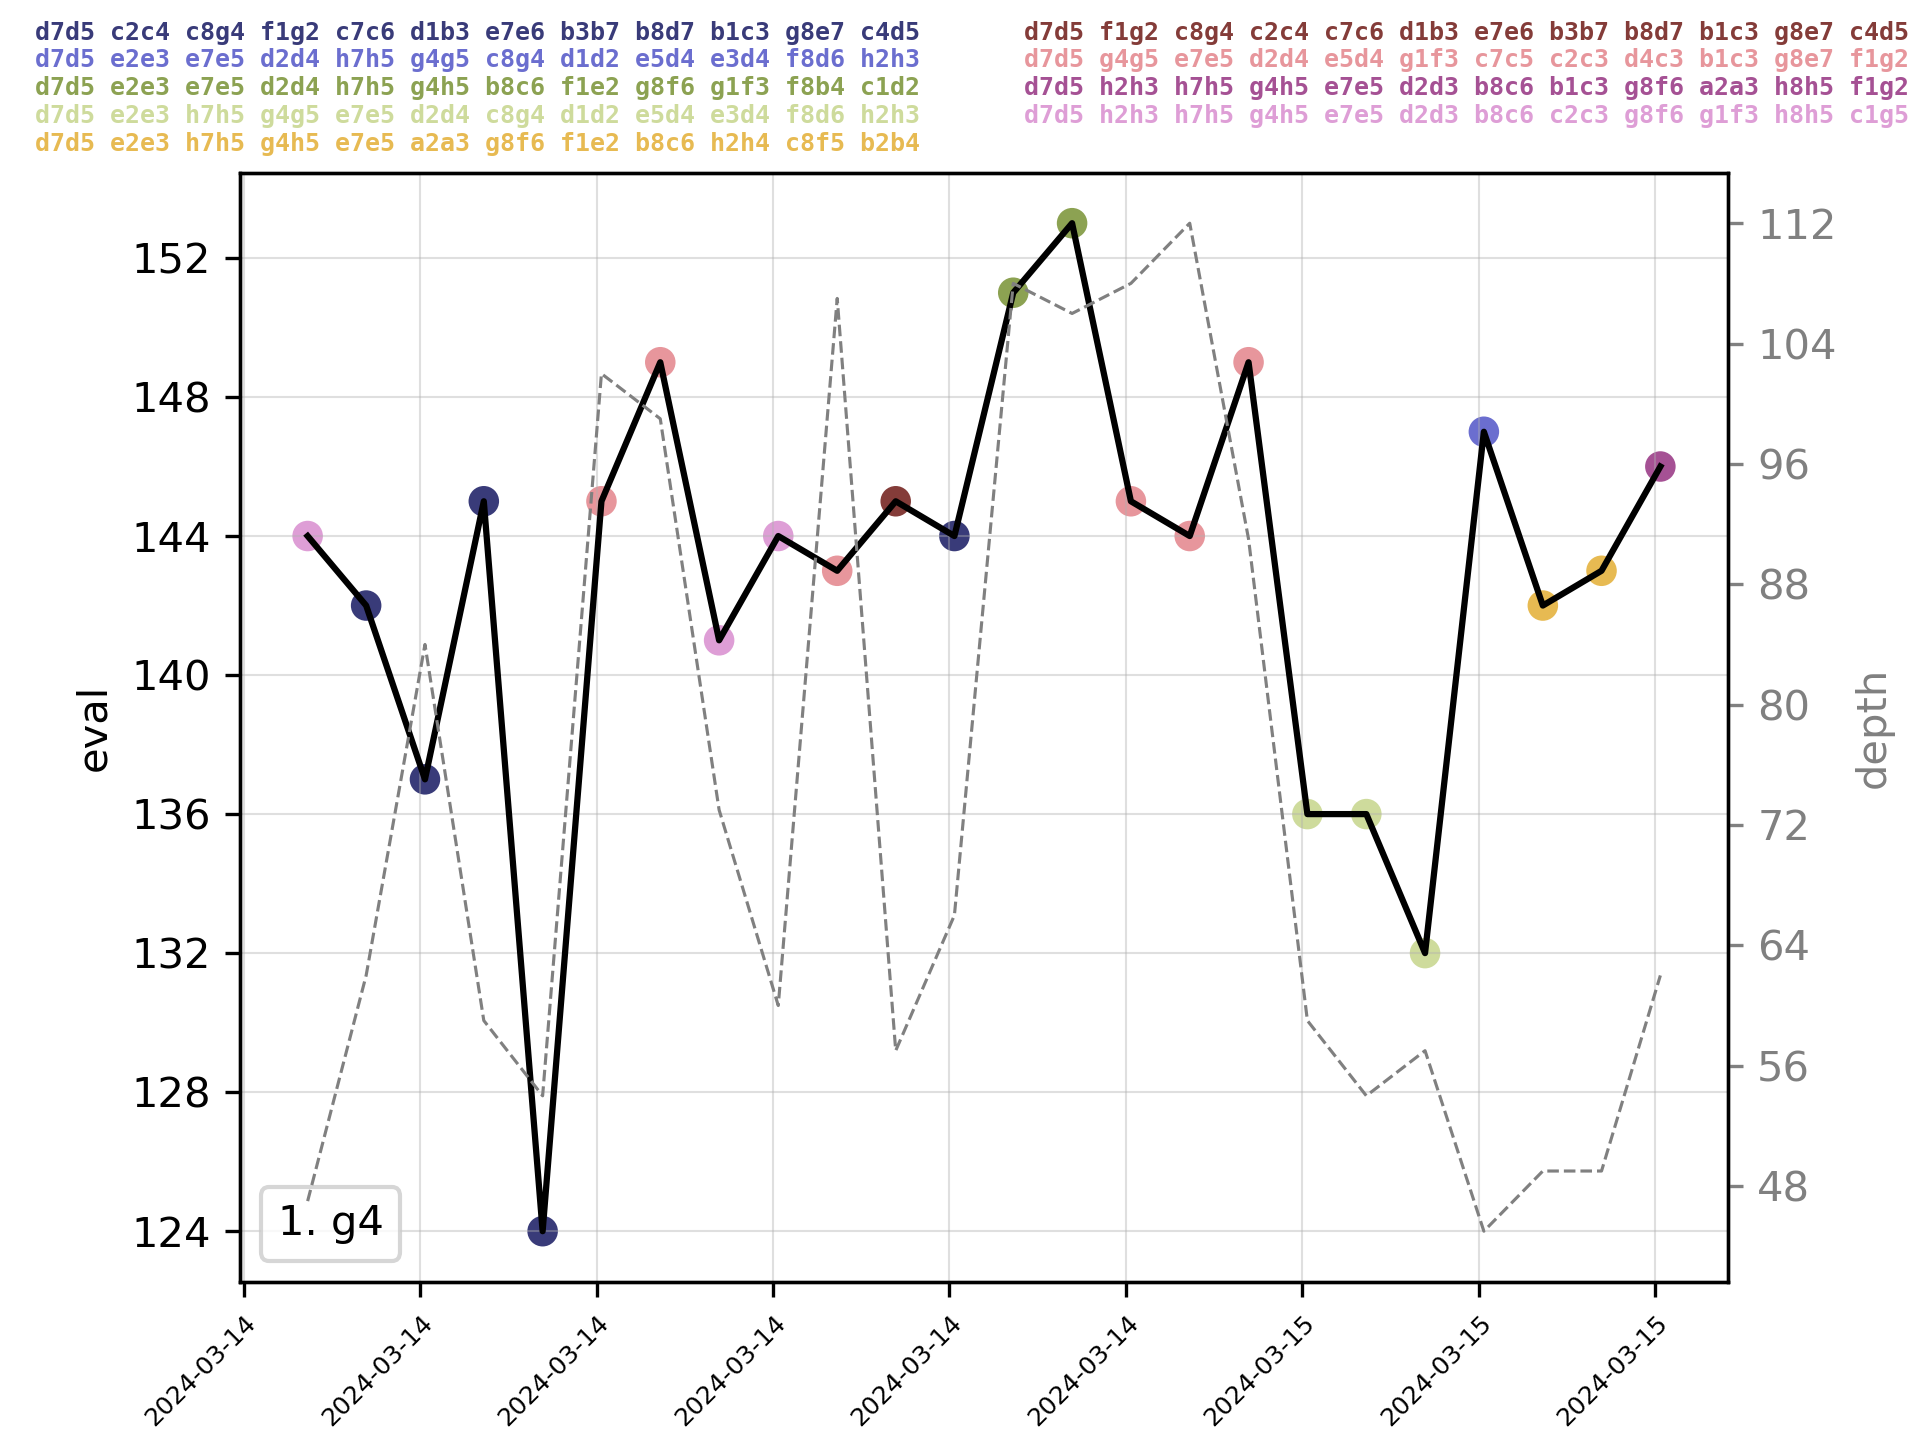 d7d5 c2c4 c8g4 f1g2 c7c6 d1b3 e7e6 b3b7 b8d7 b1c3 g8e7 c4d5
d7d5 e2e3 e7e5 d2d4 h7h5 g4g5 c8g4 d1d2 e5d4 e3d4 f8d6 h2h3
d7d5 e2e3 e7e5 d2d4 h7h5 g4h5 b8c6 f1e2 g8f6 g1f3 f8b4 c1d2
d7d5 e2e3 h7h5 g4g5 e7e5 d2d4 c8g4 d1d2 e5d4 e3d4 f8d6 h2h3
d7d5 e2e3 h7h5 g4h5 e7e5 a2a3 g8f6 f1e2 b8c6 h2h4 c8f5 b2b4
d7d5 f1g2 c8g4 c2c4 c7c6 d1b3 e7e6 b3b7 b8d7 b1c3 g8e7 c4d5
d7d5 g4g5 e7e5 d2d4 e5d4 g1f3 c7c5 c2c3 d4c3 b1c3 g8e7 f1g2
d7d5 h2h3 h7h5 g4h5 e7e5 d2d3 b8c6 b1c3 g8f6 a2a3 h8h5 f1g2
d7d5 h2h3 h7h5 g4h5 e7e5 d2d3 b8c6 c2c3 g8f6 g1f3 h8h5 c1g5
152
148
144
140
136
132
128
124
eval
112
104
96
88
80
72
64
56
48
depth
1. g4
2024-03-14
2024-03-14
2024-03-14
2024-03-14
2024-03-14
2024-03-14
2024-03-15
2024-03-15
2024-03-15